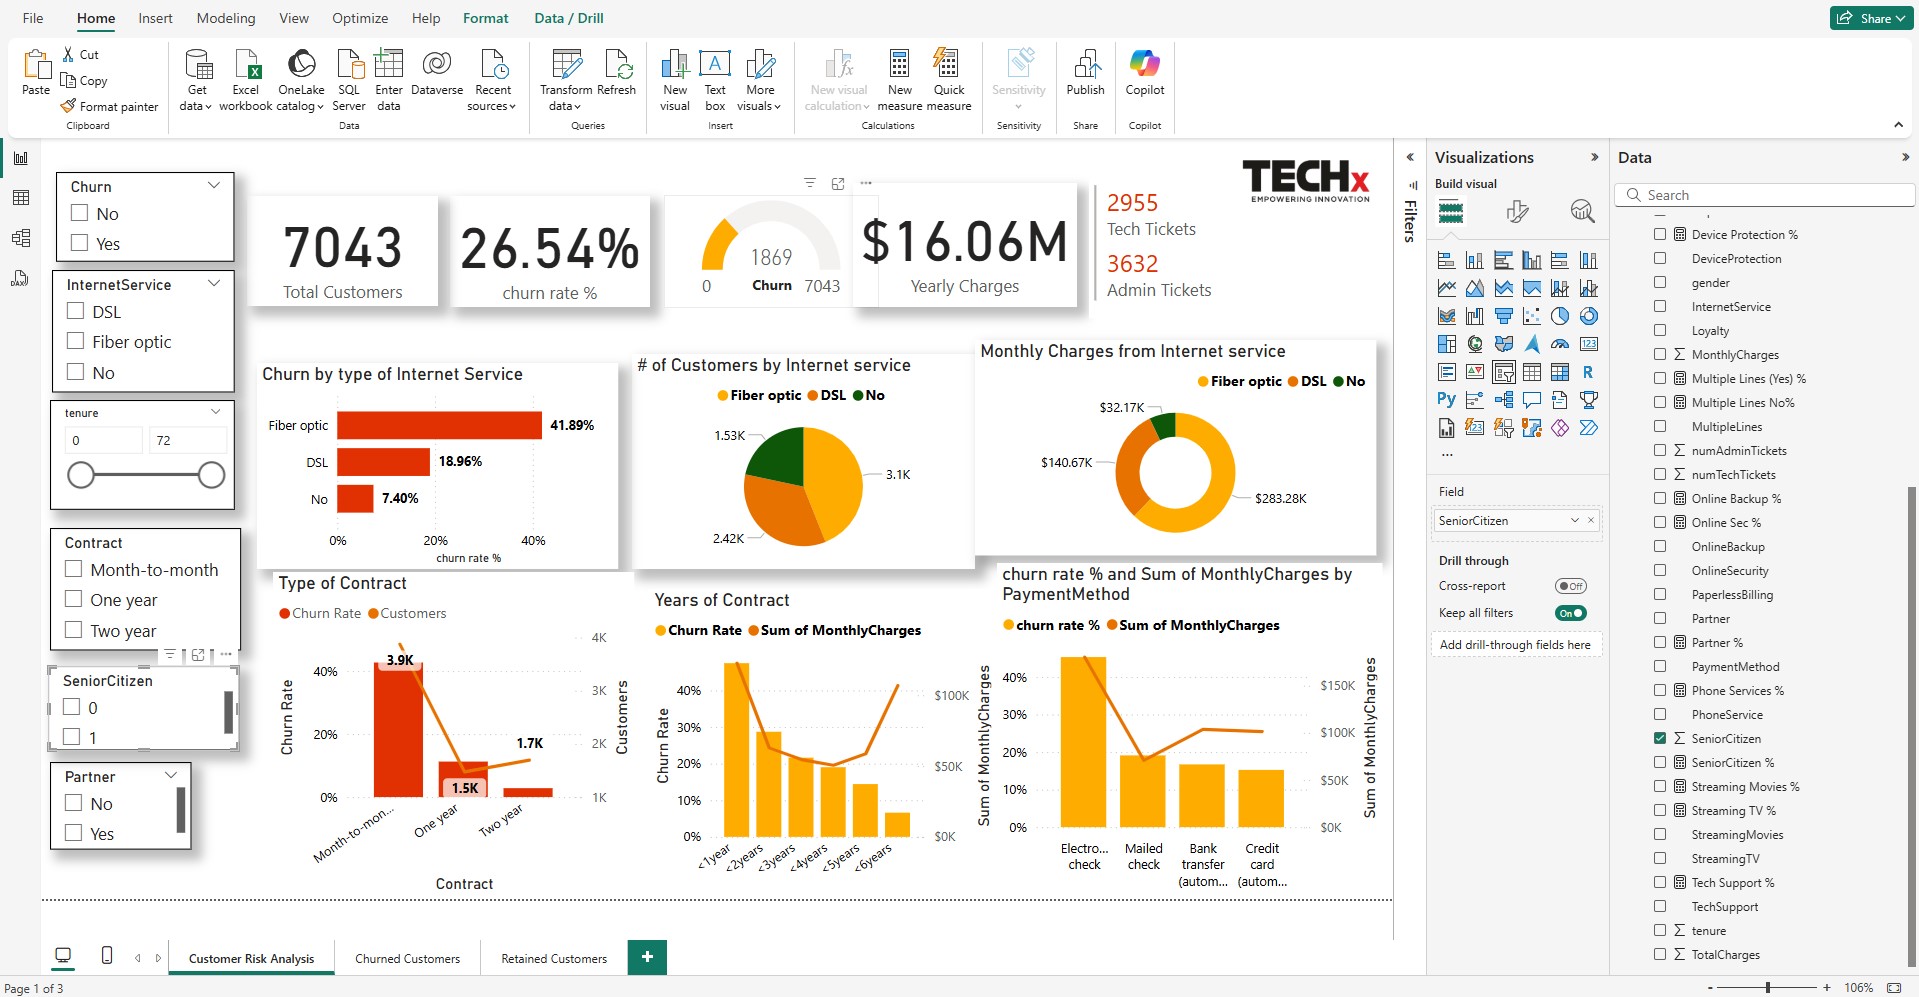 File Home Insert Modeling View Optimize Help Format Data / Drill Share
Paste
Cut
Copy
Format painter
Clipboard
Get data
Excel workbook
OneLake catalog
SQL Server
Enter data
Dataverse
Recent sources
Data
Transform data
Refresh
Queries
New visual
Text box
More visuals
Insert
New visual calculation
New measure
Quick measure
Calculations
Sensitivity
Sensitivity
Publish
Share
Copilot
Copilot
Churn
No
Yes
InternetService
DSL
Fiber optic
No
tenure
0 72
Contract
Month-to-month
One year
Two year
SeniorCitizen
0
1
Partner
No
Yes
7043
Total Customers
26.54%
churn rate %
1869
0 Churn 7043
$16.06M
Yearly Charges
2955
Tech Tickets
3632
Admin Tickets
TECHx
EMPOWERING INNOVATION
Churn by type of Internet Service
Fiber optic 41.89%
DSL 18.96%
No 7.40%
0% 20% 40%
churn rate %
# of Customers by Internet service
Fiber optic DSL No
1.53K
3.1K
2.42K
Monthly Charges from Internet service
Fiber optic DSL No
$32.17K
$140.67K
$283.28K
Type of Contract
Churn Rate Customers
Churn Rate
40%
20%
0%
3.9K
1.5K
1.7K
4K
3K
2K
1K
Customers
Month-to-mon...
One year
Two year
Contract
Years of Contract
Churn Rate Sum of MonthlyCharges
Churn Rate
40%
30%
20%
10%
0%
$100K
$50K
$0K
Sum of MonthlyCharges
<1year
<2years
<3years
<4years
<5years
<6years
churn rate % and Sum of MonthlyCharges by
PaymentMethod
churn rate % Sum of MonthlyCharges
40%
30%
20%
10%
0%
$150K
$100K
$50K
$0K
Sum of MonthlyCharges
Electro... check
Mailed check
Bank transfer (autom...
Credit card (autom...
Filters
Visualizations
Build visual
123
R
Py
...
Field
SeniorCitizen
Drill through
Cross-report Off
Keep all filters On
Add drill-through fields here
Data
Search
Device Protection %
DeviceProtection
gender
InternetService
Loyalty
MonthlyCharges
Multiple Lines (Yes) %
Multiple Lines No%
MultipleLines
numAdminTickets
numTechTickets
Online Backup %
Online Sec %
OnlineBackup
OnlineSecurity
PaperlessBilling
Partner
Partner %
PaymentMethod
Phone Services %
PhoneService
SeniorCitizen
SeniorCitizen %
Streaming Movies %
Streaming TV %
StreamingMovies
StreamingTV
Tech Support %
TechSupport
tenure
TotalCharges
Customer Risk Analysis Churned Customers Retained Customers +
Page 1 of 3
- + 106%